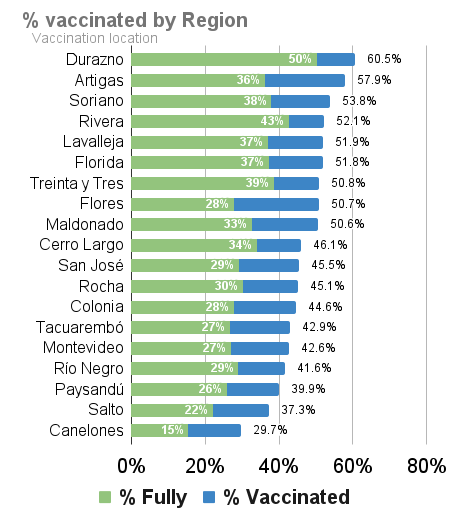 % vaccinated by Region
Vaccination location
Durazno 50% 60.5%
Artigas 36% 57.9%
Soriano 38% 53.8%
Rivera 43% 52.1%
Lavalleja 37% 51.9%
Florida 37% 51.8%
Treinta y Tres 39% 50.8%
Flores 28% 50.7%
Maldonado 33% 50.6%
Cerro Largo 34% 46.1%
San José 29% 45.5%
Rocha 30% 45.1%
Colonia 28% 44.6%
Tacuarembó 27% 42.9%
Montevideo 27% 42.6%
Río Negro 29% 41.6%
Paysandú 26% 39.9%
Salto 22% 37.3%
Canelones 15% 29.7%
0% 20% 40% 60% 80%
% Fully % Vaccinated